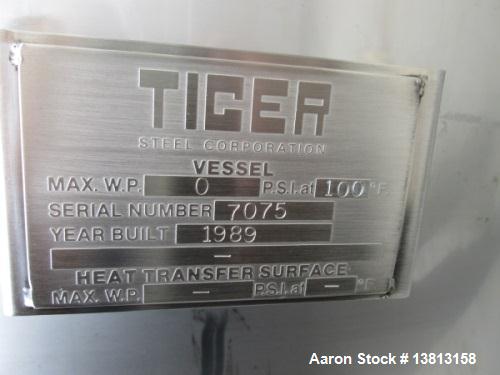 TIGER
STEEL CORPORATION
VESSEL
MAX. W.P. 0 P.S.I. at 100 °F.
SERIAL NUMBER 7075
YEAR BUILT 1989
—
HEAT TRANSFER SURFACE
MAX. W.P. — P.S.I. at — °F.
Aaron Stock # 13813158